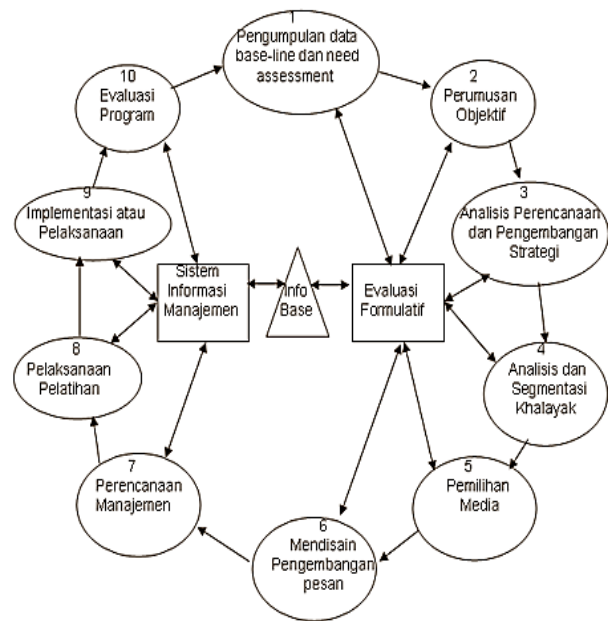 1
Pengumpulan data
base-line dan need
assessment
2
Perumusan
Objektif
3
Analisis Perencanaan
dan Pengembangan
Strategi
4
Analisis dan
Segmentasi
Khalayak
5
Pemilihan
Media
6
Mendisain
Pengembangan
pesan
7
Perencanaan
Manajemen
8
Pelaksanaan
Pelatihan
9
Implementasi atau
Pelaksanaan
10
Evaluasi
Program
Sistem
Informasi
Manajemen
Info
Base
Evaluasi
Formulatif